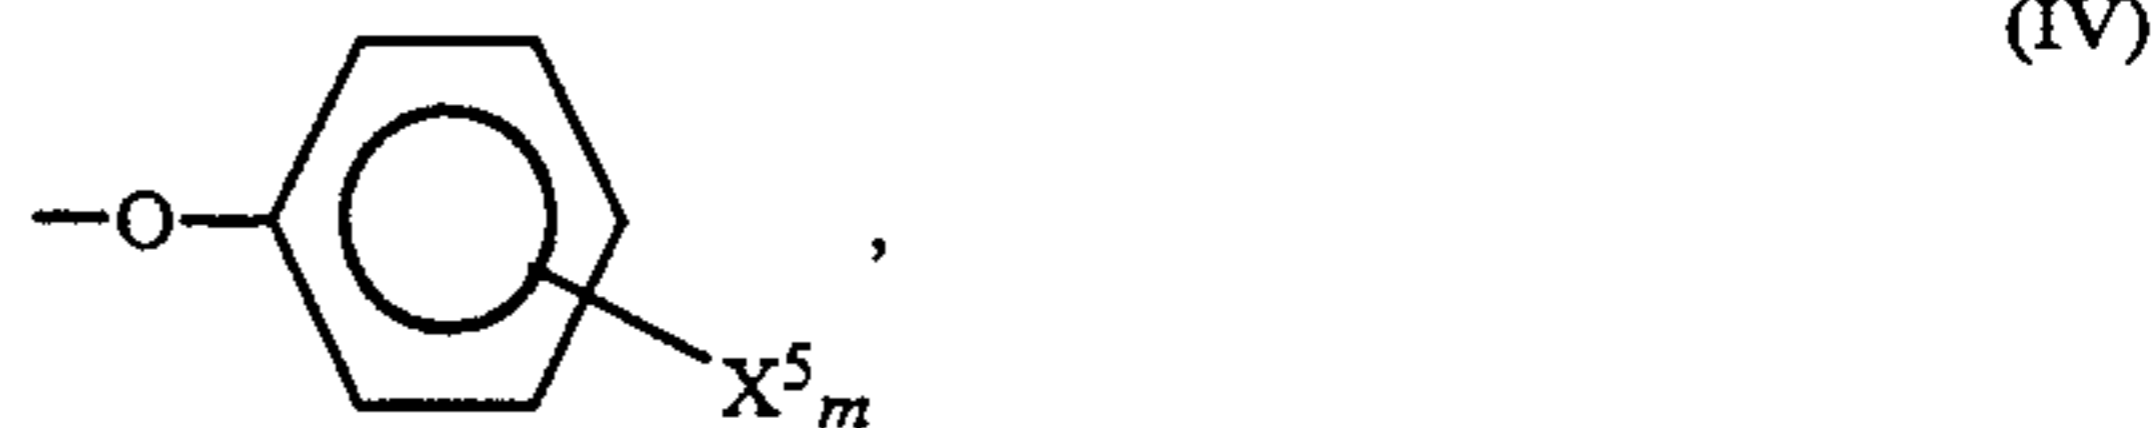 (IV)
—O ,
X⁵ₘ